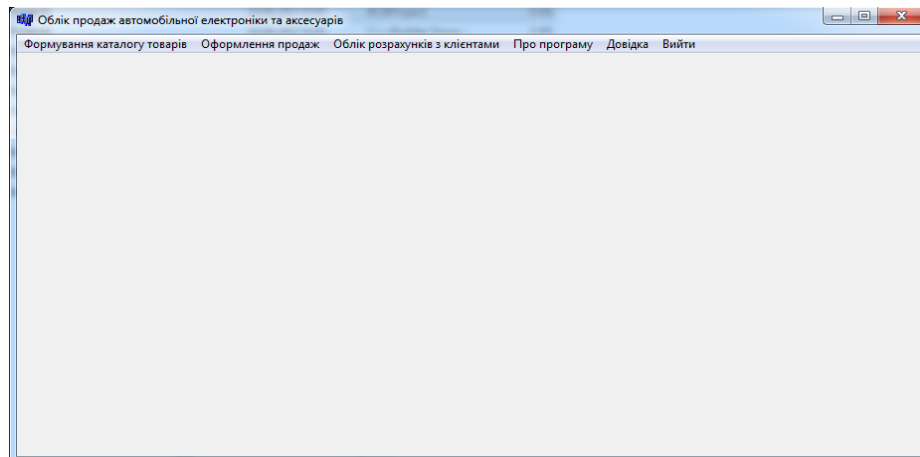 Облік продаж автомобільної електроніки та аксесуарів
Формування каталогу товарів Оформлення продаж Облік розрахунків з клієнтами Про програму Довідка Вийти